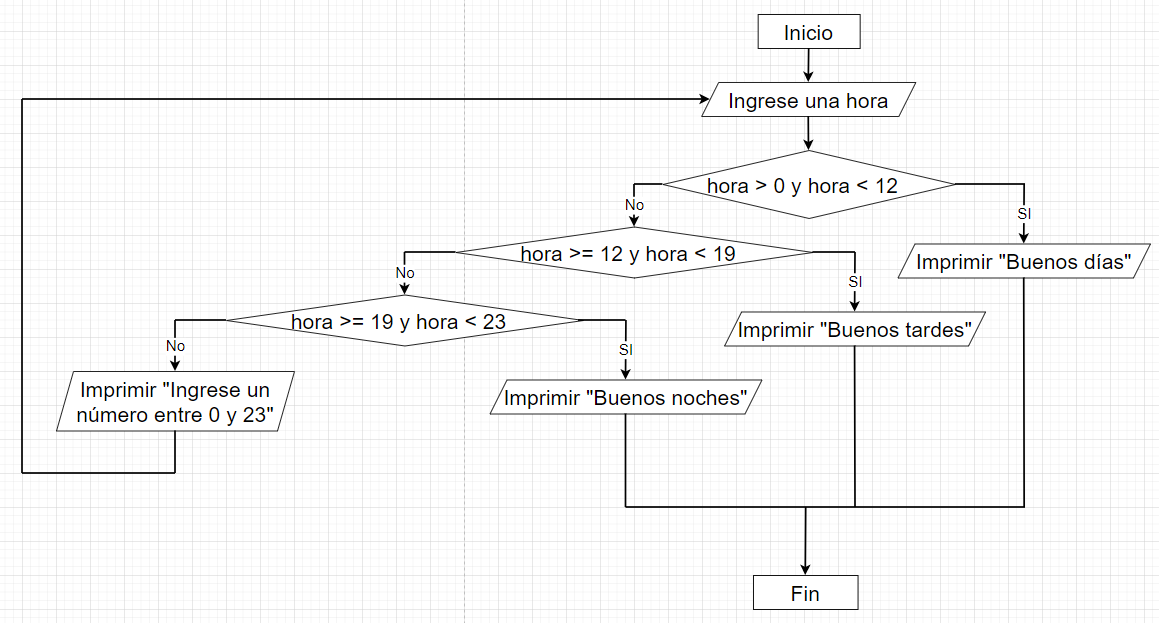 Inicio
Ingrese una hora
hora > 0 y hora < 12
No
SI
hora >= 12 y hora < 19
Imprimir "Buenos días"
No
SI
hora >= 19 y hora < 23
Imprimir "Buenos tardes"
No
SI
Imprimir "Ingrese un
número entre 0 y 23"
Imprimir "Buenos noches"
Fin